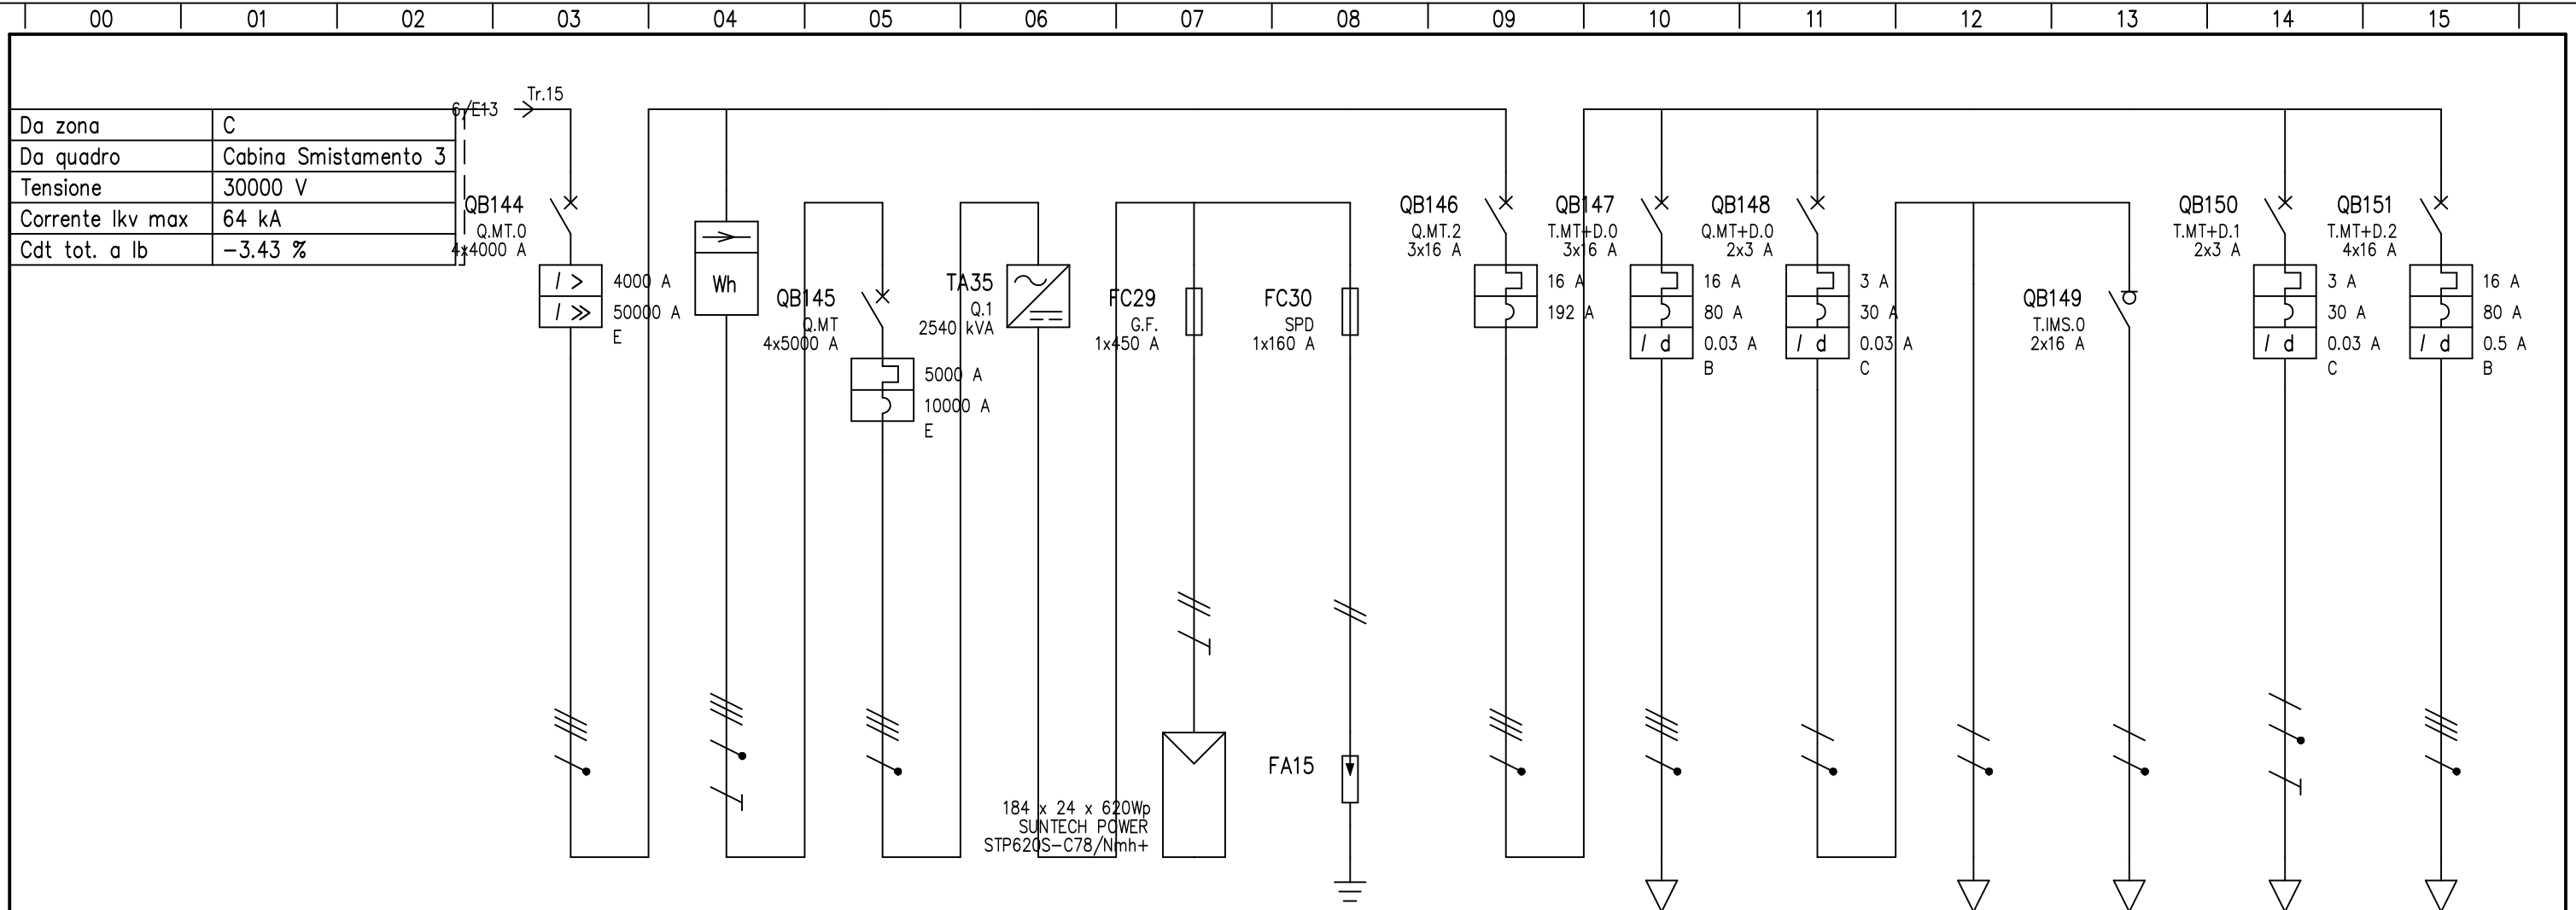 00 01 02 03 04 05 06 07 08 09 10 11 12 13 14 15
6/E13 Tr.15
Da zona C
Da quadro Cabina Smistamento 3
Tensione 30000 V
Corrente Ikv max 64 kA
Cdt tot. a Ib -3.43 %
QB144
Q.MT.0
4x4000 A
I > 4000 A
I >> 50000 A
E
Wh
QB145
Q.MT
4x5000 A
5000 A
10000 A
E
TA35
Q.1
2540 kVA
FC29
G.F.
1x450 A
184 x 24 x 620Wp
SUNTECH POWER
STP620S-C78/Nmh+
FC30
SPD
1x160 A
FA15
QB146
Q.MT.2
3x16 A
16 A
192 A
QB147
T.MT+D.0
3x16 A
16 A
80 A
I d 0.03 A
B
QB148
Q.MT+D.0
2x3 A
3 A
30 A
I d 0.03 A
C
QB149
T.IMS.0
2x16 A
QB150
T.MT+D.1
2x3 A
3 A
30 A
I d 0.03 A
C
QB151
T.MT+D.2
4x16 A
16 A
80 A
I d 0.5 A
B